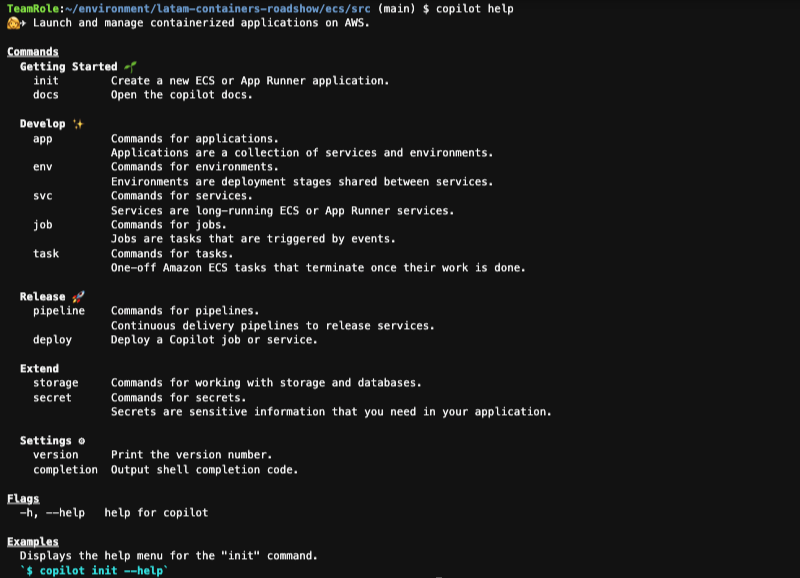 TeamRole:~/environment/latam-containers-roadshow/ecs/src (main) $ copilot help
👩‍✈️ Launch and manage containerized applications on AWS.
Commands
Getting Started 🌱
init Create a new ECS or App Runner application.
docs Open the copilot docs.
Develop ✨
app Commands for applications.
Applications are a collection of services and environments.
env Commands for environments.
Environments are deployment stages shared between services.
svc Commands for services.
Services are long-running ECS or App Runner services.
job Commands for jobs.
Jobs are tasks that are triggered by events.
task Commands for tasks.
One-off Amazon ECS tasks that terminate once their work is done.
Release 🚀
pipeline Commands for pipelines.
Continuous delivery pipelines to release services.
deploy Deploy a Copilot job or service.
Extend
storage Commands for working with storage and databases.
secret Commands for secrets.
Secrets are sensitive information that you need in your application.
Settings ⚙
version Print the version number.
completion Output shell completion code.
Flags
-h, --help help for copilot
Examples
Displays the help menu for the "init" command.
`$ copilot init --help`